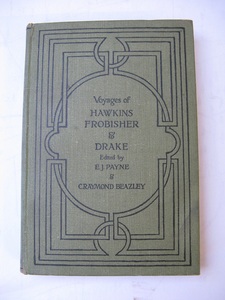 Voyages of
HAWKINS
FROBISHER
&
DRAKE
Edited by
E.J. PAYNE
&
C.RAYMOND BEAZLEY